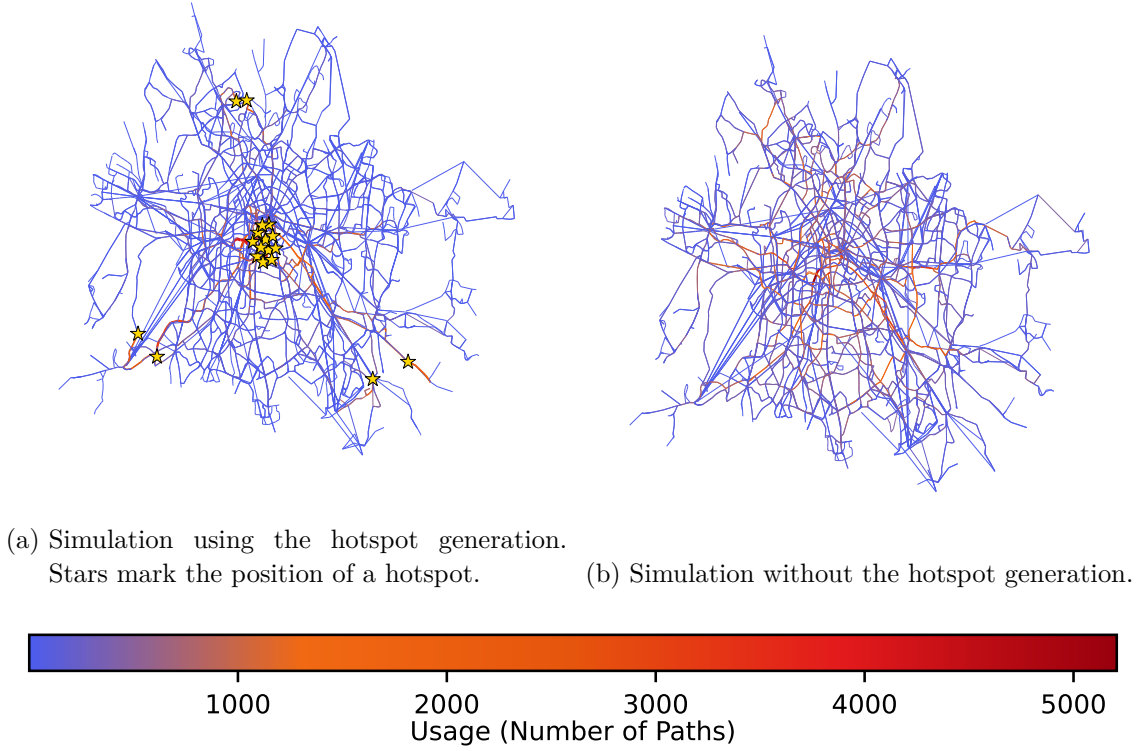 (a) Simulation using the hotspot generation.
Stars mark the position of a hotspot.
(b) Simulation without the hotspot generation.
1000 2000 3000 4000 5000
Usage (Number of Paths)